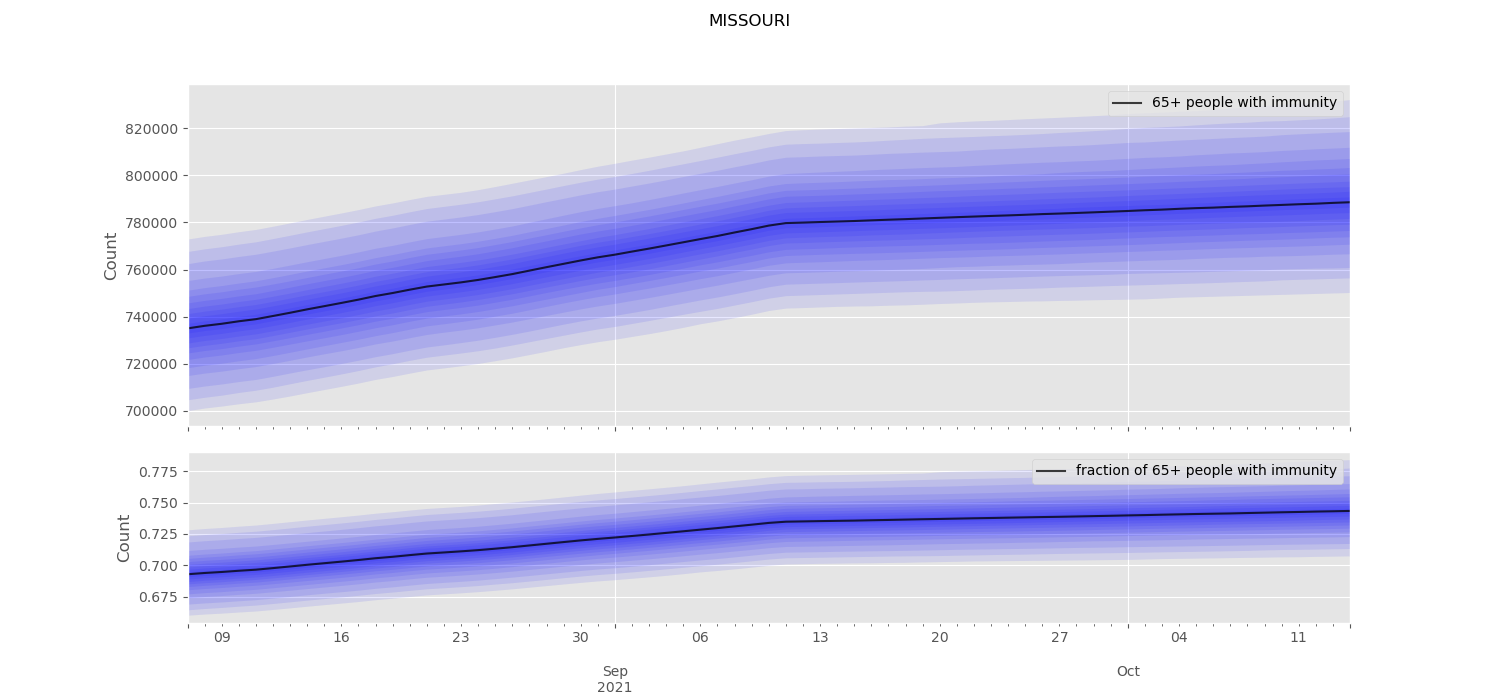 MISSOURI
65+ people with immunity
820000
800000
780000
760000
740000
720000
700000
Count
fraction of 65+ people with immunity
0.775
0.750
0.725
0.700
0.675
Count
09 16 23 30 06 13 20 27 04 11
Sep Oct
2021